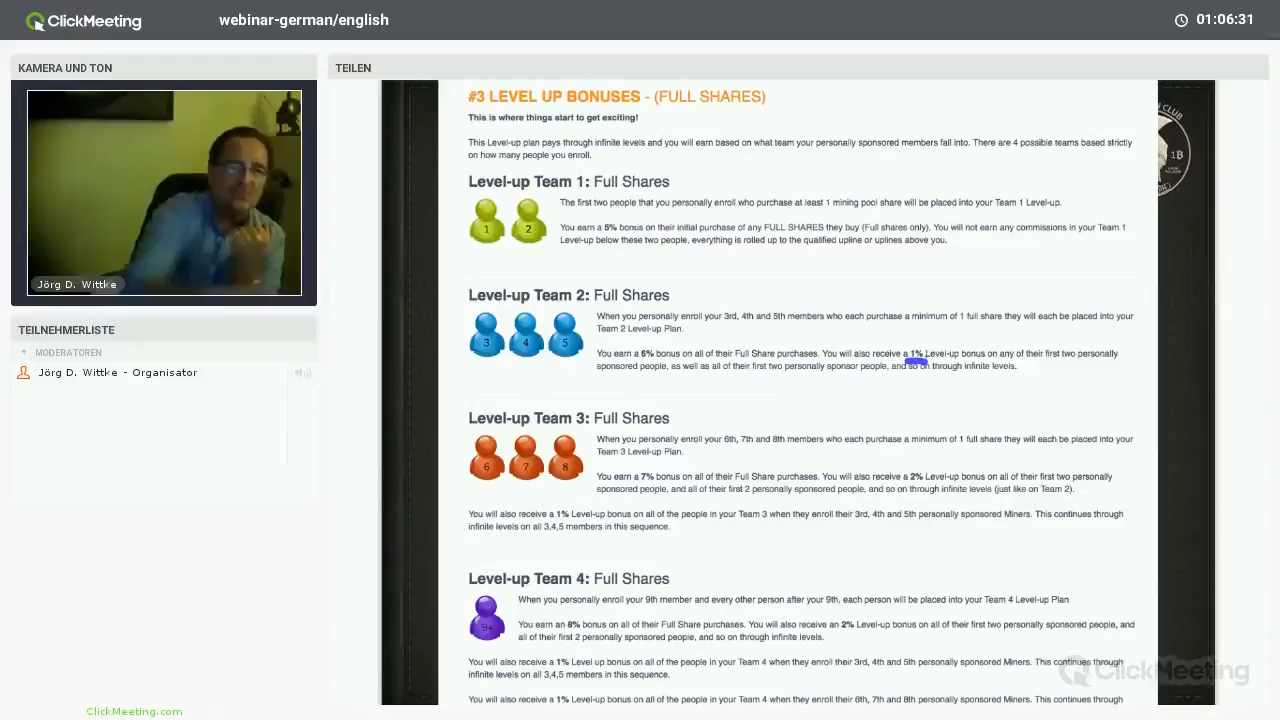 ClickMeeting
webinar-german/english
01:06:31
KAMERA UND TON
Jörg D. Wittke
TEILNEHMERLISTE
MODERATOREN
Jörg D. Wittke - Organisator
TEILEN
#3 LEVEL UP BONUSES - (FULL SHARES)
This is where things start to get exciting!
This Level-up plan pays through infinite levels and you will earn based on what team your personally sponsored members fall into. There are 4 possible teams based strictly
on how many people you enroll.
Level-up Team 1: Full Shares
1 2
The first two people that you personally enroll who purchase at least 1 mining pool share will be placed into your Team 1 Level-up.
You earn a 5% bonus on their initial purchase of any FULL SHARES they buy (Full shares only). You will not earn any commissions in your Team 1
Level-up below these two people, everything is rolled up to the qualified upline or uplines above you.
Level-up Team 2: Full Shares
3 4 5
When you personally enroll your 3rd, 4th and 5th members who each purchase a minimum of 1 full share they will each be placed into your
Team 2 Level-up Plan.
You earn a 6% bonus on all of their Full Share purchases. You will also receive a 1% Level-up bonus on any of their first two personally
sponsored people, as well as all of their first two personally sponsor people, and so on through infinite levels.
Level-up Team 3: Full Shares
6 7 8
When you personally enroll your 6th, 7th and 8th members who each purchase a minimum of 1 full share they will each be placed into your
Team 3 Level-up Plan.
You earn a 7% bonus on all of their Full Share purchases. You will also receive a 2% Level-up bonus on all of their first two personally
sponsored people, and all of their first 2 personally sponsored people, and so on through infinite levels (just like on Team 2).
You will also receive a 1% Level-up bonus on all of the people in your Team 3 when they enroll their 3rd, 4th and 5th personally sponsored Miners. This continues through
infinite levels on all 3,4,5 members in this sequence.
Level-up Team 4: Full Shares
9+
When you personally enroll your 9th member and every other person after your 9th, each person will be placed into your Team 4 Level-up Plan
You earn an 8% bonus on all of their Full Share purchases. You will also receive an 2% Level-up bonus on all of their first two personally sponsored people, and
all of their first 2 personally sponsored people, and so on through infinite levels.
You will also receive a 1% Level up bonus on all of the people in your Team 4 when they enroll their 3rd, 4th and 5th personally sponsored Miners. This continues through
infinite levels on all 3,4,5 members in this sequence.
You will also receive a 1% Level-up bonus on all of the people in your Team 4 when they enroll their 6th, 7th and 8th personally sponsored Miners. This continues through
CLUB
ClickMeeting
ClickMeeting.com